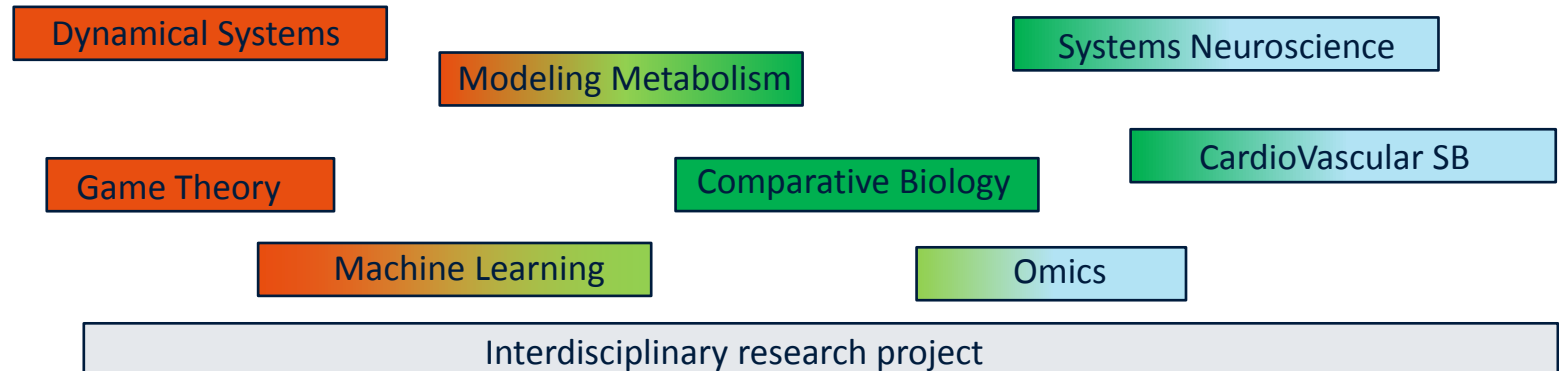 Dynamical Systems
Systems Neuroscience
Modeling Metabolism
CardioVascular SB
Game Theory
Comparative Biology
Machine Learning
Omics
Interdisciplinary research project